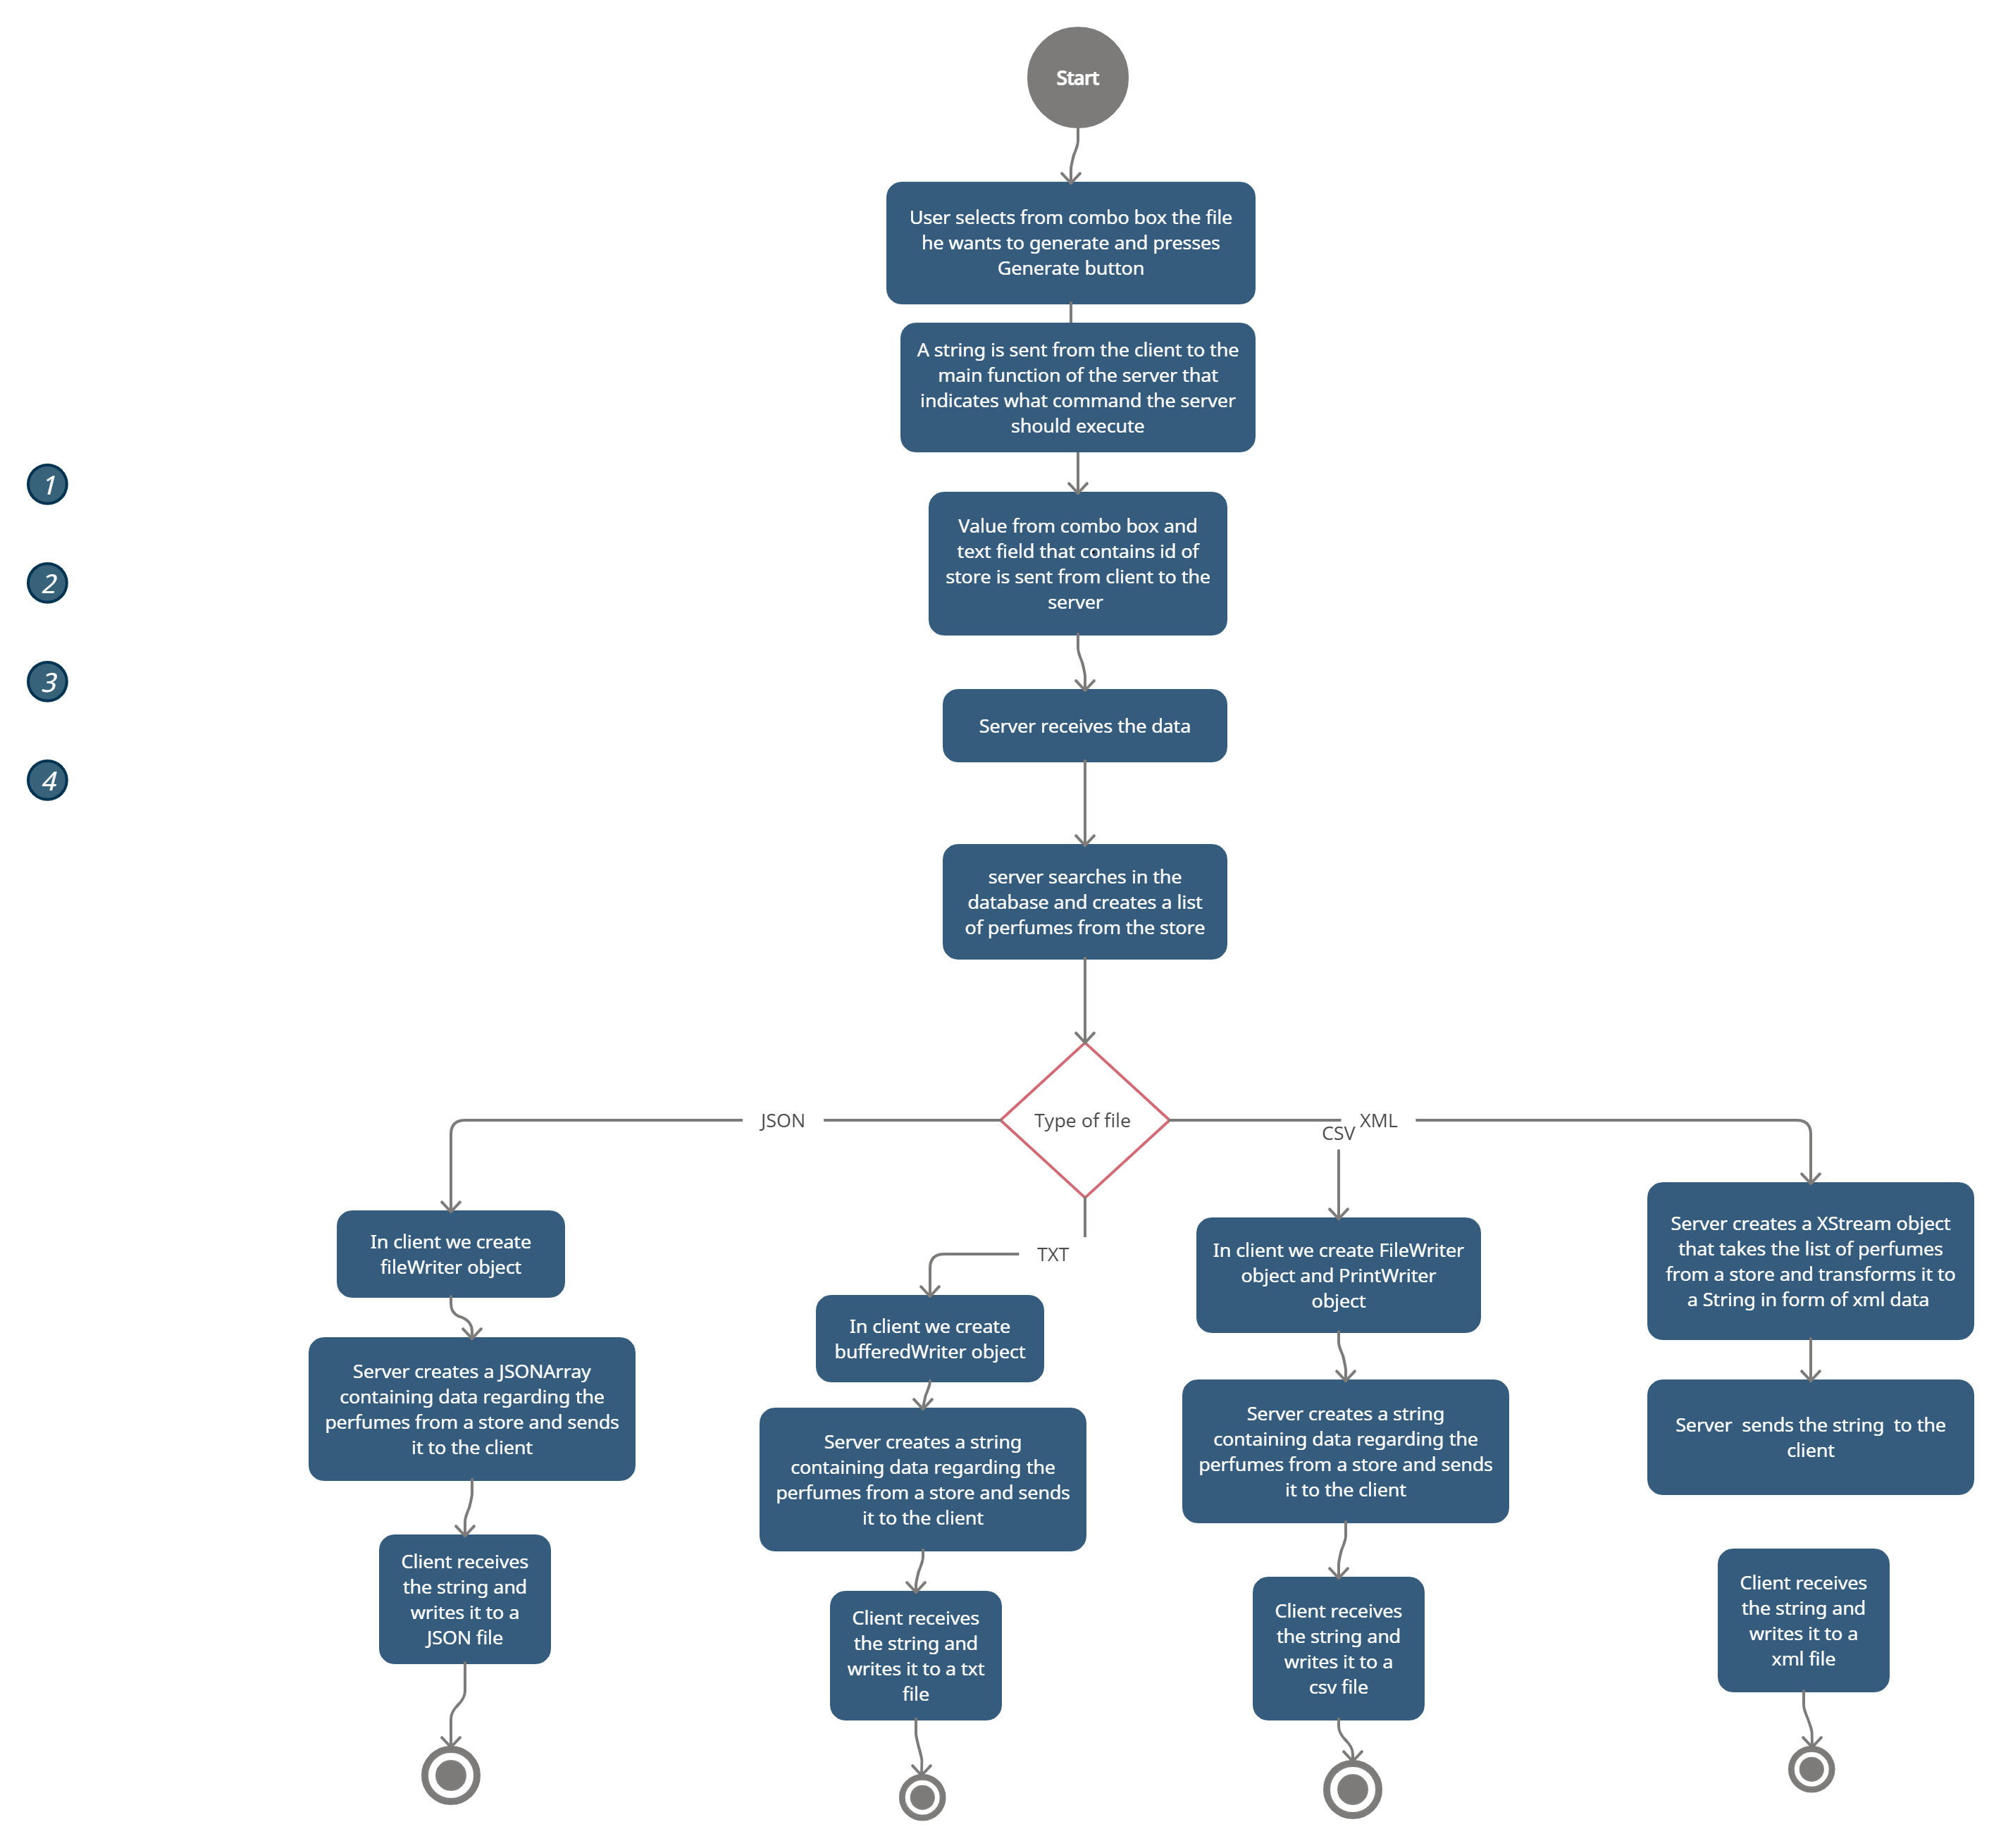 Start
User selects from combo box the file
he wants to generate and presses
Generate button
A string is sent from the client to the
main function of the server that
indicates what command the server
should execute
1
2
3
4
Value from combo box and
text field that contains id of
store is sent from client to the
server
Server receives the data
server searches in the
database and creates a list
of perfumes from the store
Type of file
JSON
In client we create
fileWriter object
Server creates a JSONArray
containing data regarding the
perfumes from a store and sends
it to the client
Client receives
the string and
writes it to a
JSON file
TXT
In client we create
bufferedWriter object
Server creates a string
containing data regarding the
perfumes from a store and sends
it to the client
Client receives
the string and
writes it to a txt
file
CSV
In client we create FileWriter
object and PrintWriter
object
Server creates a string
containing data regarding the
perfumes from a store and sends
it to the client
Client receives
the string and
writes it to a
csv file
XML
Server creates a XStream object
that takes the list of perfumes
from a store and transforms it to
a String in form of xml data
Server  sends the string  to the
client
Client receives
the string and
writes it to a
xml file